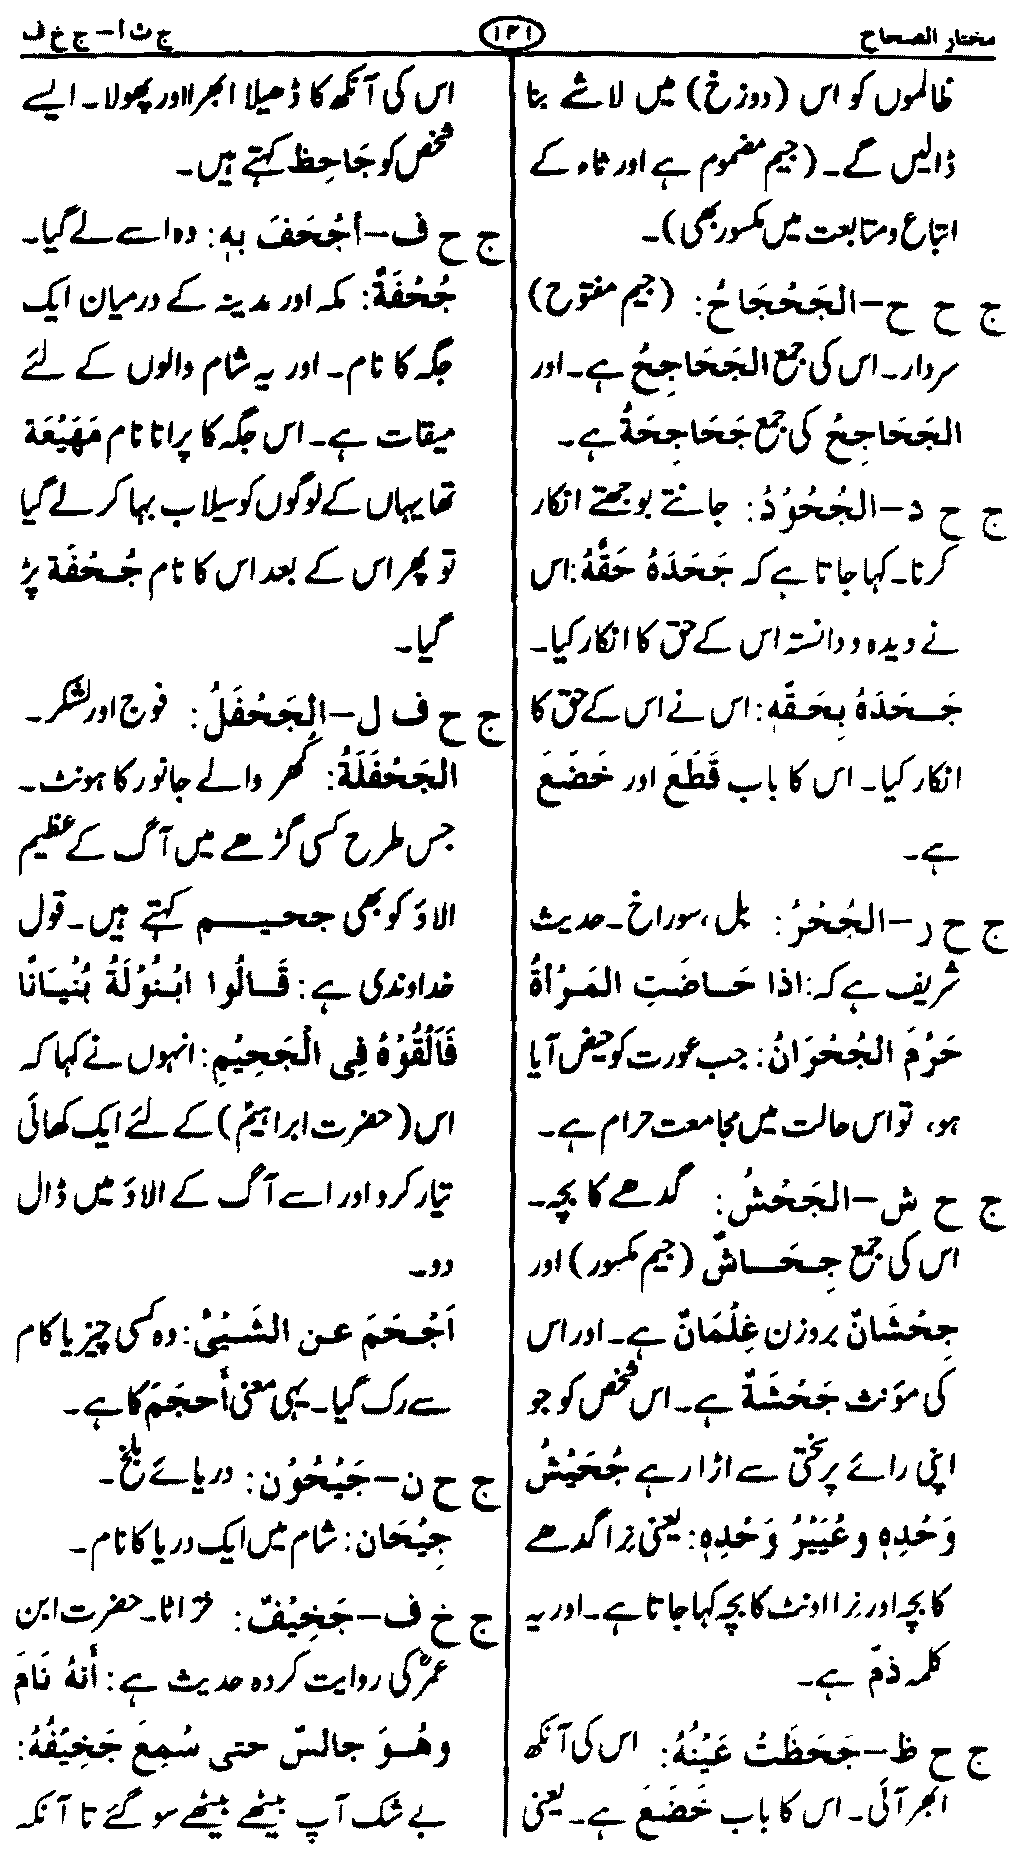 مختار الصحاح
۱۴۱
ج ث أ – ج خ ف
ظالموں کو اس (دوزخ) میں لاشے بنا
ڈالیں گے۔ (جیم مضموم ہے اور ثاء کے
اتباع و متابعت میں مکسور بھی)۔
ج ح ح – الجَحْجَاحُ: (جیم مفتوح)
سردار۔ اس کی جمع الجَحَاجِحُ ہے۔ اور
الجَحَاجِحُ کی جمع جَحَاجِحَةُ ہے۔
ج ح د – الجُحُوْدُ: جانتے بوجھتے انکار
کرنا۔ کہا جاتا ہے کہ جَحَدَهُ حَقَّهُ: اس
نے دیدہ و دانستہ اس کے حق کا انکار کیا۔
جَحَدَهُ بِحَقِّهِ: اس نے اس کے حق کا
انکار کیا۔ اس کا باب قَطَعَ اور خَضَعَ
ہے۔
ج ح ر – الجُحْرُ: بِل، سوراخ۔ حدیث
شریف ہے کہ: اذا حَاضَتِ المَرْأةُ
حَرُمَ الجُحْرَانُ: جب عورت کو حیض آیا
ہو، تو اس حالت میں مجامعت حرام ہے۔
ج ح ش – الجَحْشُ: گدھے کا بچہ۔
اس کی جمع جِحَاشٌ (جیم مکسور) اور
جِحْشَانٌ بروزن غِلْمَانٌ ہے۔ اور اس
کی مؤنث جَحْشَةٌ ہے۔ اس شخص کو جو
اپنی رائے پر سختی سے اڑا رہے جُحَيْشُ
وَحْدِهٖ وعُيَيْرُ وَحْدِهٖ: یعنی نرا گدھے
کا بچہ اور نرا اونٹ کا بچہ کہا جاتا ہے۔ اور یہ
کلمہ ذمّ ہے۔
ج ح ظ – جَحَظَتْ عَيْنُهُ: اس کی آنکھ
ابھر آئی۔ اس کا باب خَضَعَ ہے۔ یعنی
اس کی آنکھ کا ڈھیلا ابھرا اور پھولا۔ ایسے
شخص کو جَاحِظ کہتے ہیں۔
ج ح ف – أجْحَفَ بِهٖ: وہ اسے لے گیا۔
جُحْفَةٌ: مکہ اور مدینہ کے درمیان ایک
جگہ کا نام۔ اور یہ شام والوں کے لئے
میقات ہے۔ اس جگہ کا پرانا نام مَهْيَعَة
تھا یہاں کے لوگوں کو سیلاب بہا کر لے گیا
تو پھر اس کے بعد اس کا نام جُحْفَة پڑ
گیا۔
ج ح ف ل – الجَحْفَلُ: فوج اور لشکر۔
الجَحْفَلَةُ: کُھر والے جانور کا ہونٹ۔
جس طرح کسی گڑھے میں آگ کے عظیم
الاؤ کو بھی جحیم کہتے ہیں۔ قول
خداوندی ہے: قَالُوا ابْنُوْلَهُ بُنْيَانًا
فَاَلْقُوْهُ فِى الْجَحِيْمِ: انہوں نے کہا کہ
اس (حضرت ابراہیمؑ) کے لئے ایک کھائی
تیار کرو اور اسے آگ کے الاؤ میں ڈال
دو۔
اَجْحَمَ عن الشَيْئْ: وہ کسی چیز یا کام
سے رک گیا۔ یہی معنی أحجَمَ کا ہے۔
ج ح ن – جَيْحُوْن: دریائے بلخ۔
جِيْحَان: شام میں ایک دریا کا نام۔
ج خ ف – جَخِيْفٌ: خرّاٹا۔ حضرت ابن
عمرؓ کی روایت کردہ حدیث ہے: أنهُ نَامَ
وهُوَ جالسٌ حتى سُمِعَ جَخِيْفُهُ:
بے شک آپ بیٹھے بیٹھے سو گئے تا آنکہ